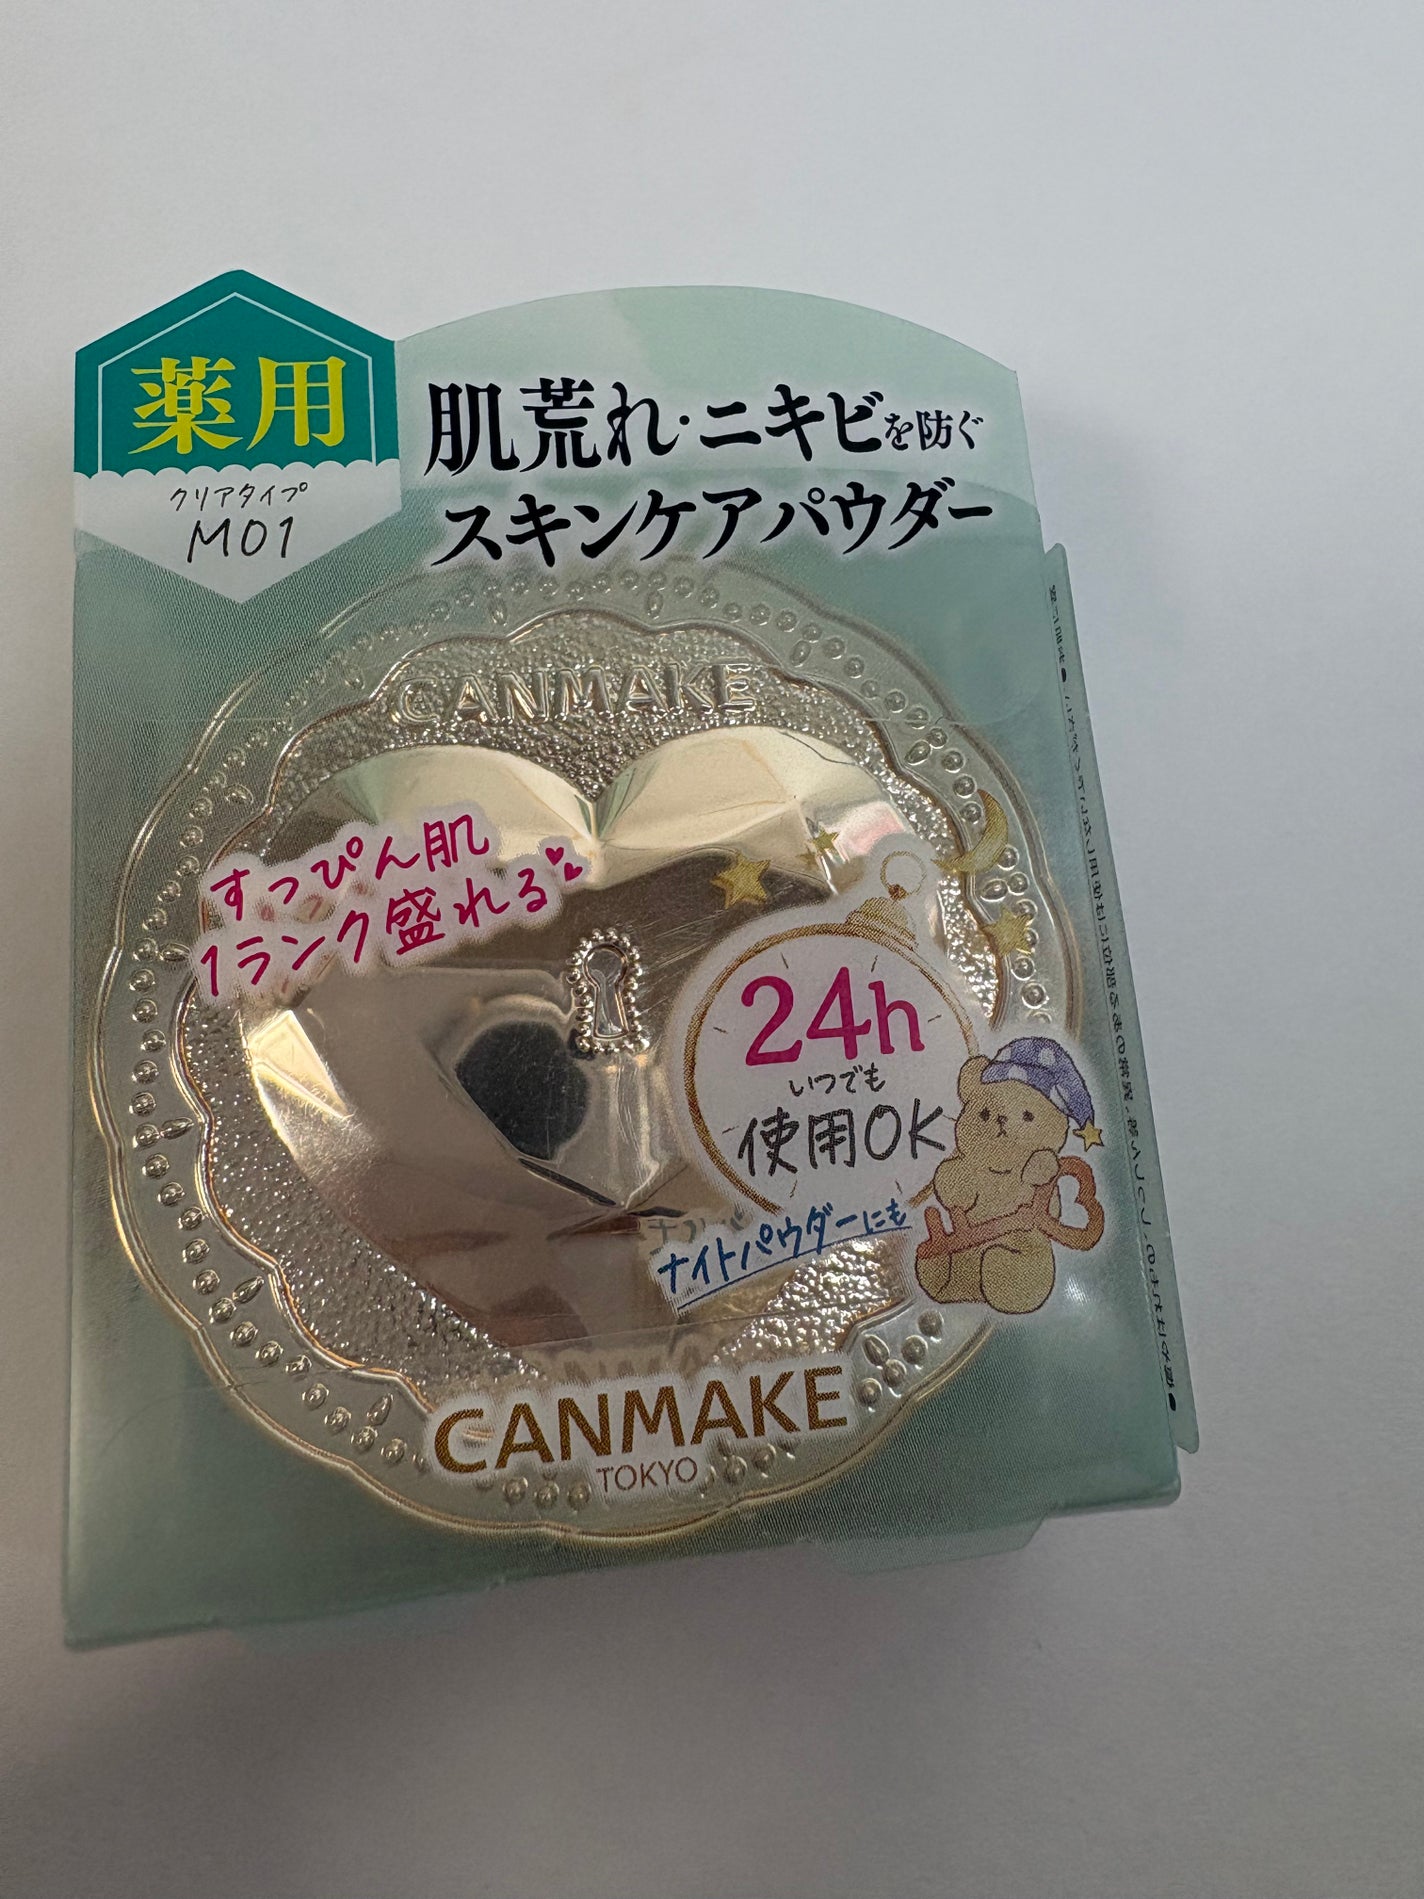 薬用
クリアタイプ
M01
肌荒れ・ニキビを防ぐ
スキンケアパウダー
CANMAKE
すっぴん肌
1ランク盛れる
24h
いつでも
使用OK
ナイトパウダーにも
CANMAKE
TOKYO